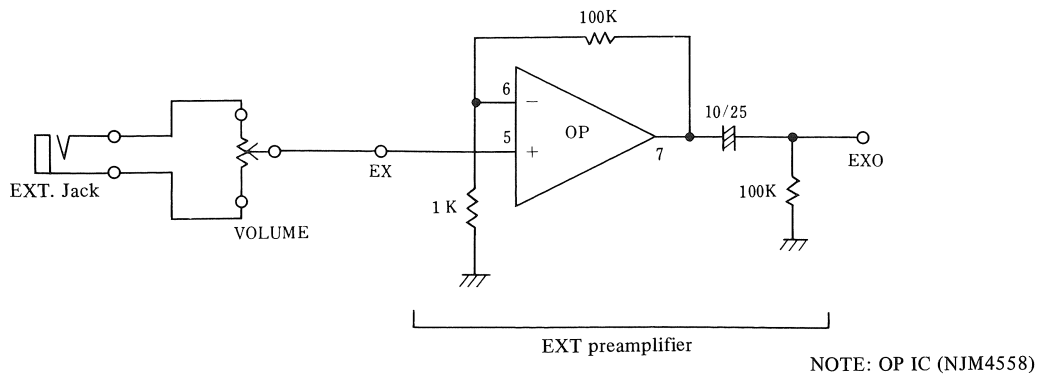 100K
6
−
OP
5
+
7
10/25
EXO
EX
EXT. Jack
VOLUME
1 K
100K
EXT preamplifier
NOTE: OP IC (NJM4558)